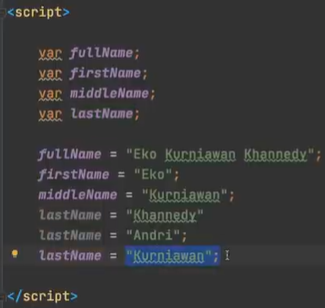 <script>
var fullName;
var firstName;
var middleName;
var lastName;
fullName = "Eko Kurniawan Khannedy";
firstName = "Eko";
middleName = "Kurniawan";
lastName = "Khannedy"
lastName = "Andri";
lastName = "Kurniawan";
</script>